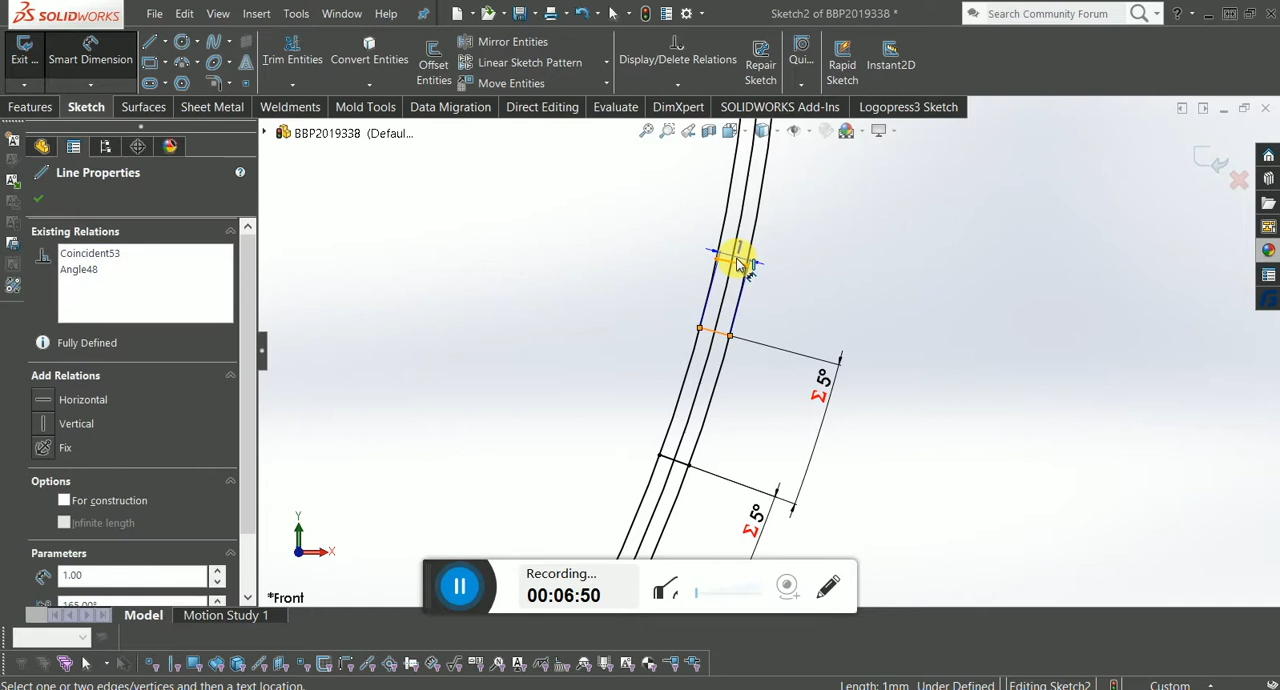 SOLIDWORKS
File Edit View Insert Tools Window Help
Sketch2 of BBP2019338 *
Search Community Forum
Exit ...
Smart Dimension
Trim Entities
Convert Entities
Offset Entities
Mirror Entities
Linear Sketch Pattern
Move Entities
Display/Delete Relations
Repair Sketch
Qui...
Rapid Sketch
Instant2D
Features Sketch Surfaces Sheet Metal Weldments Mold Tools Data Migration Direct Editing Evaluate DimXpert SOLIDWORKS Add-Ins Logopress3 Sketch
BBP2019338 (Defaul...
Line Properties
Existing Relations
Coincident53
Angle48
Fully Defined
Add Relations
Horizontal
Vertical
Fix
Options
For construction
Infinite length
Parameters
1.00
165.00°
1
Σ 5°
Σ 5°
Y
X
*Front
Recording...
00:06:50
Model Motion Study 1
Select one or two edges/vertices and then a text location.
Length: 1mm Under Defined Editing Sketch2 Custom